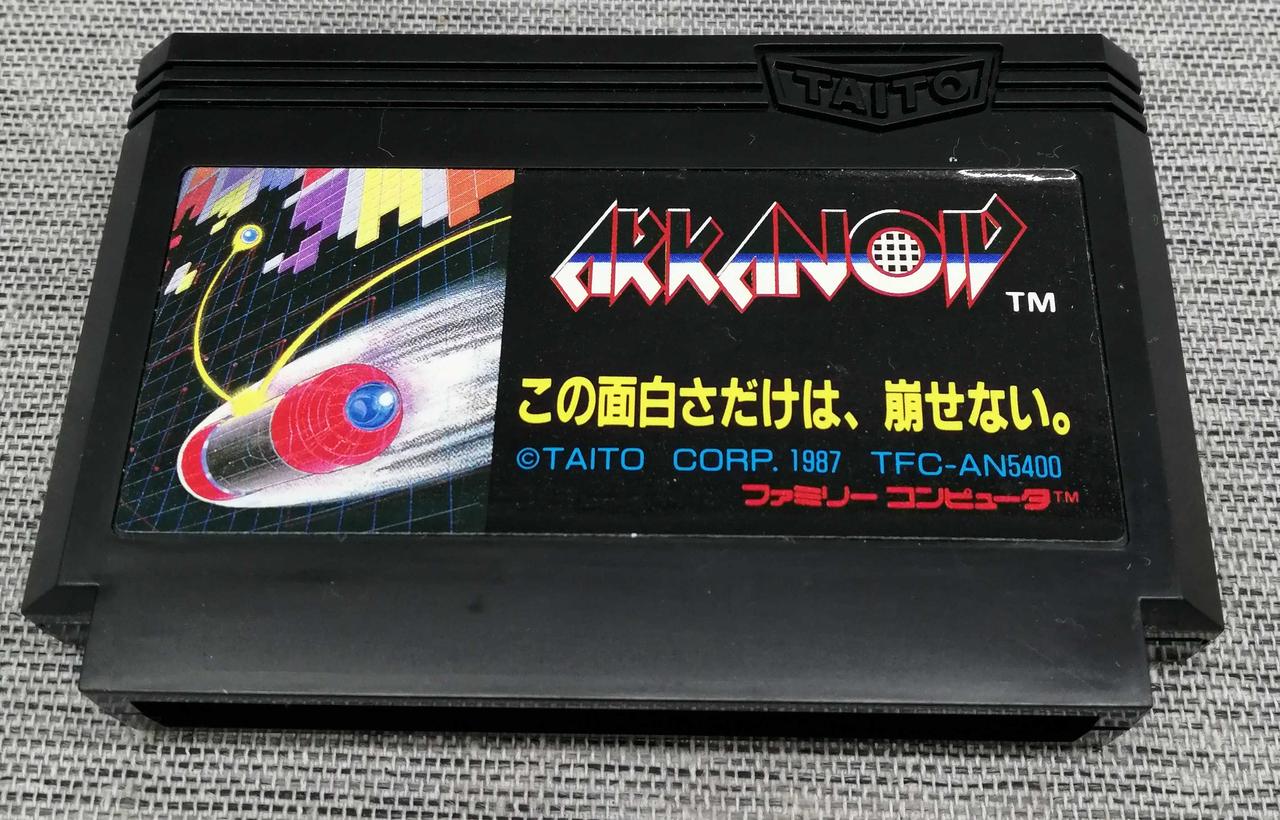 TAITO
ARKANOID
TM
この面白さだけは、崩せない。
©TAITO CORP. 1987 TFC-AN5400
ファミリー コンピュータTM